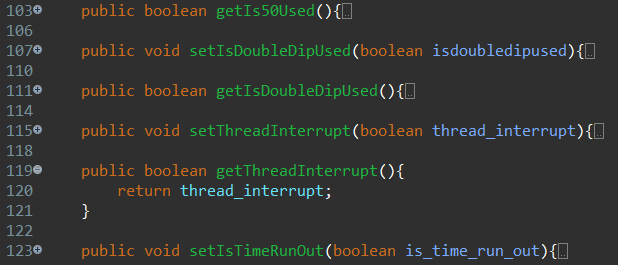 103 public boolean getIs50Used(){..
106
107 public void setIsDoubleDipUsed(boolean isdoubledipused){..
110
111 public boolean getIsDoubleDipUsed(){..
114
115 public void setThreadInterrupt(boolean thread_interrupt){..
118
119 public boolean getThreadInterrupt(){
120 return thread_interrupt;
121 }
122
123 public void setIsTimeRunOut(boolean is_time_run_out){..